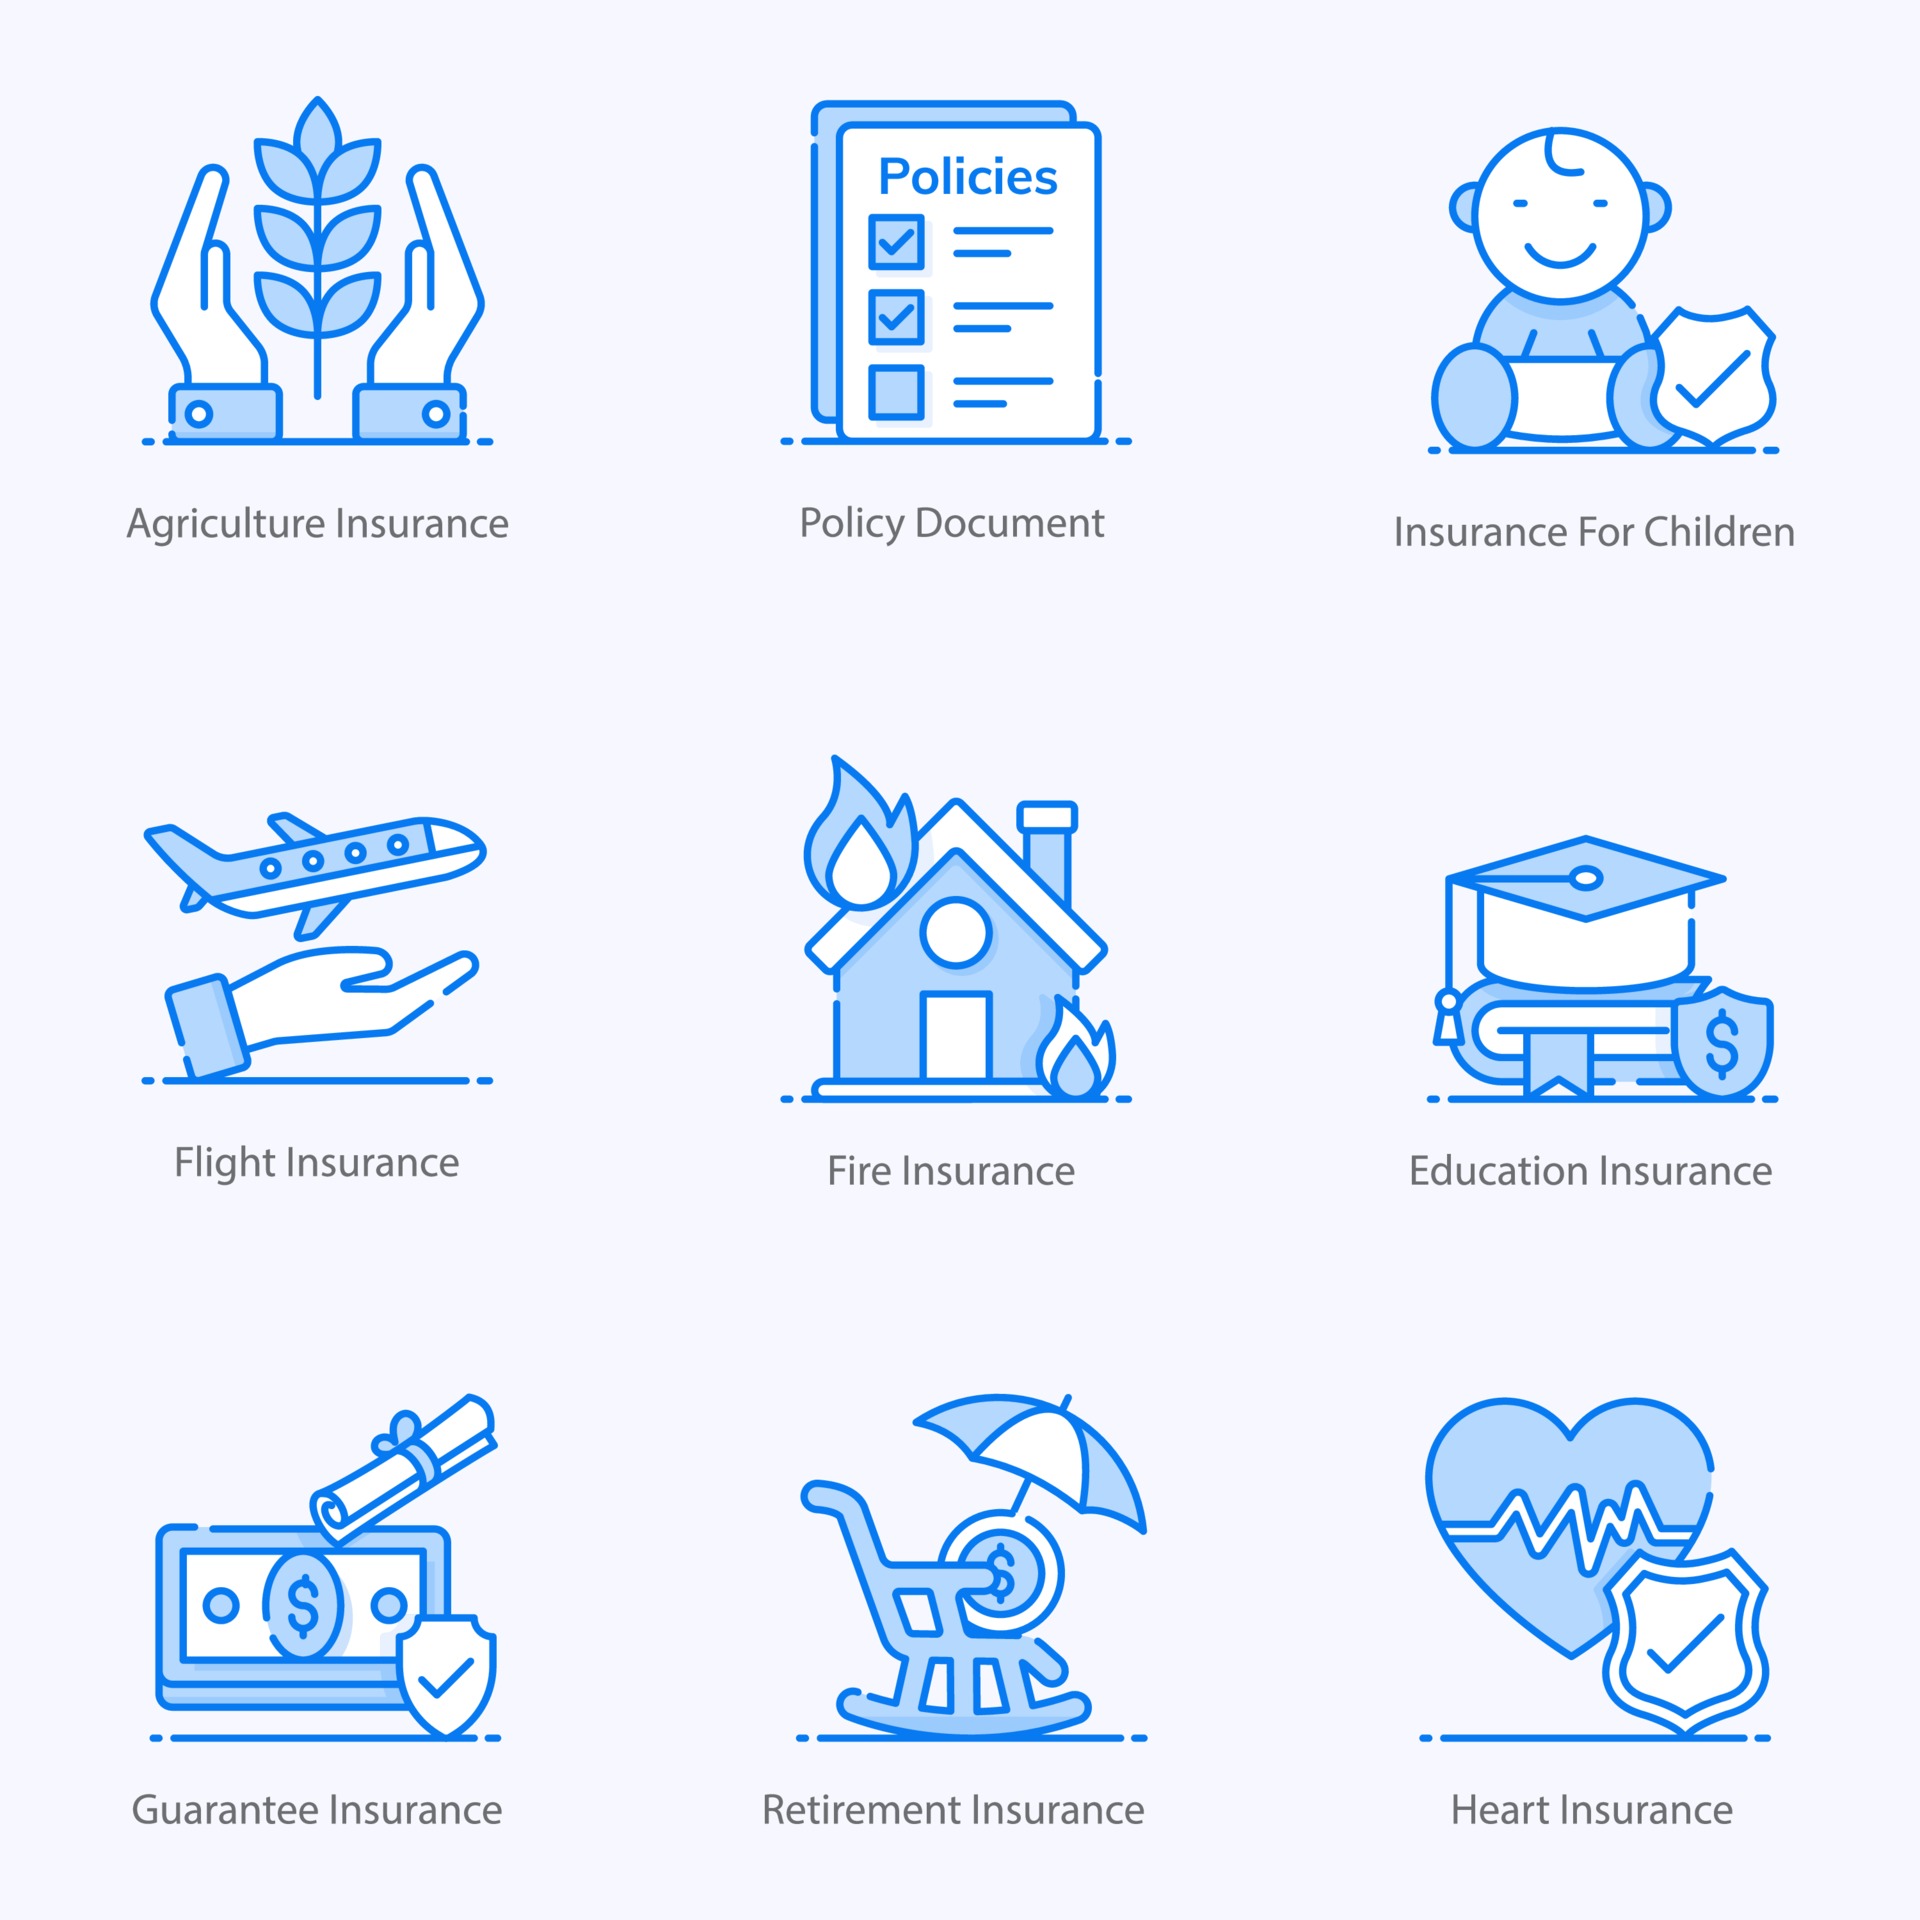 Policies
Agriculture Insurance
Policy Document
Insurance For Children
Flight Insurance
Fire Insurance
$
Education Insurance
$
$
Guarantee Insurance
Retirement Insurance
Heart Insurance